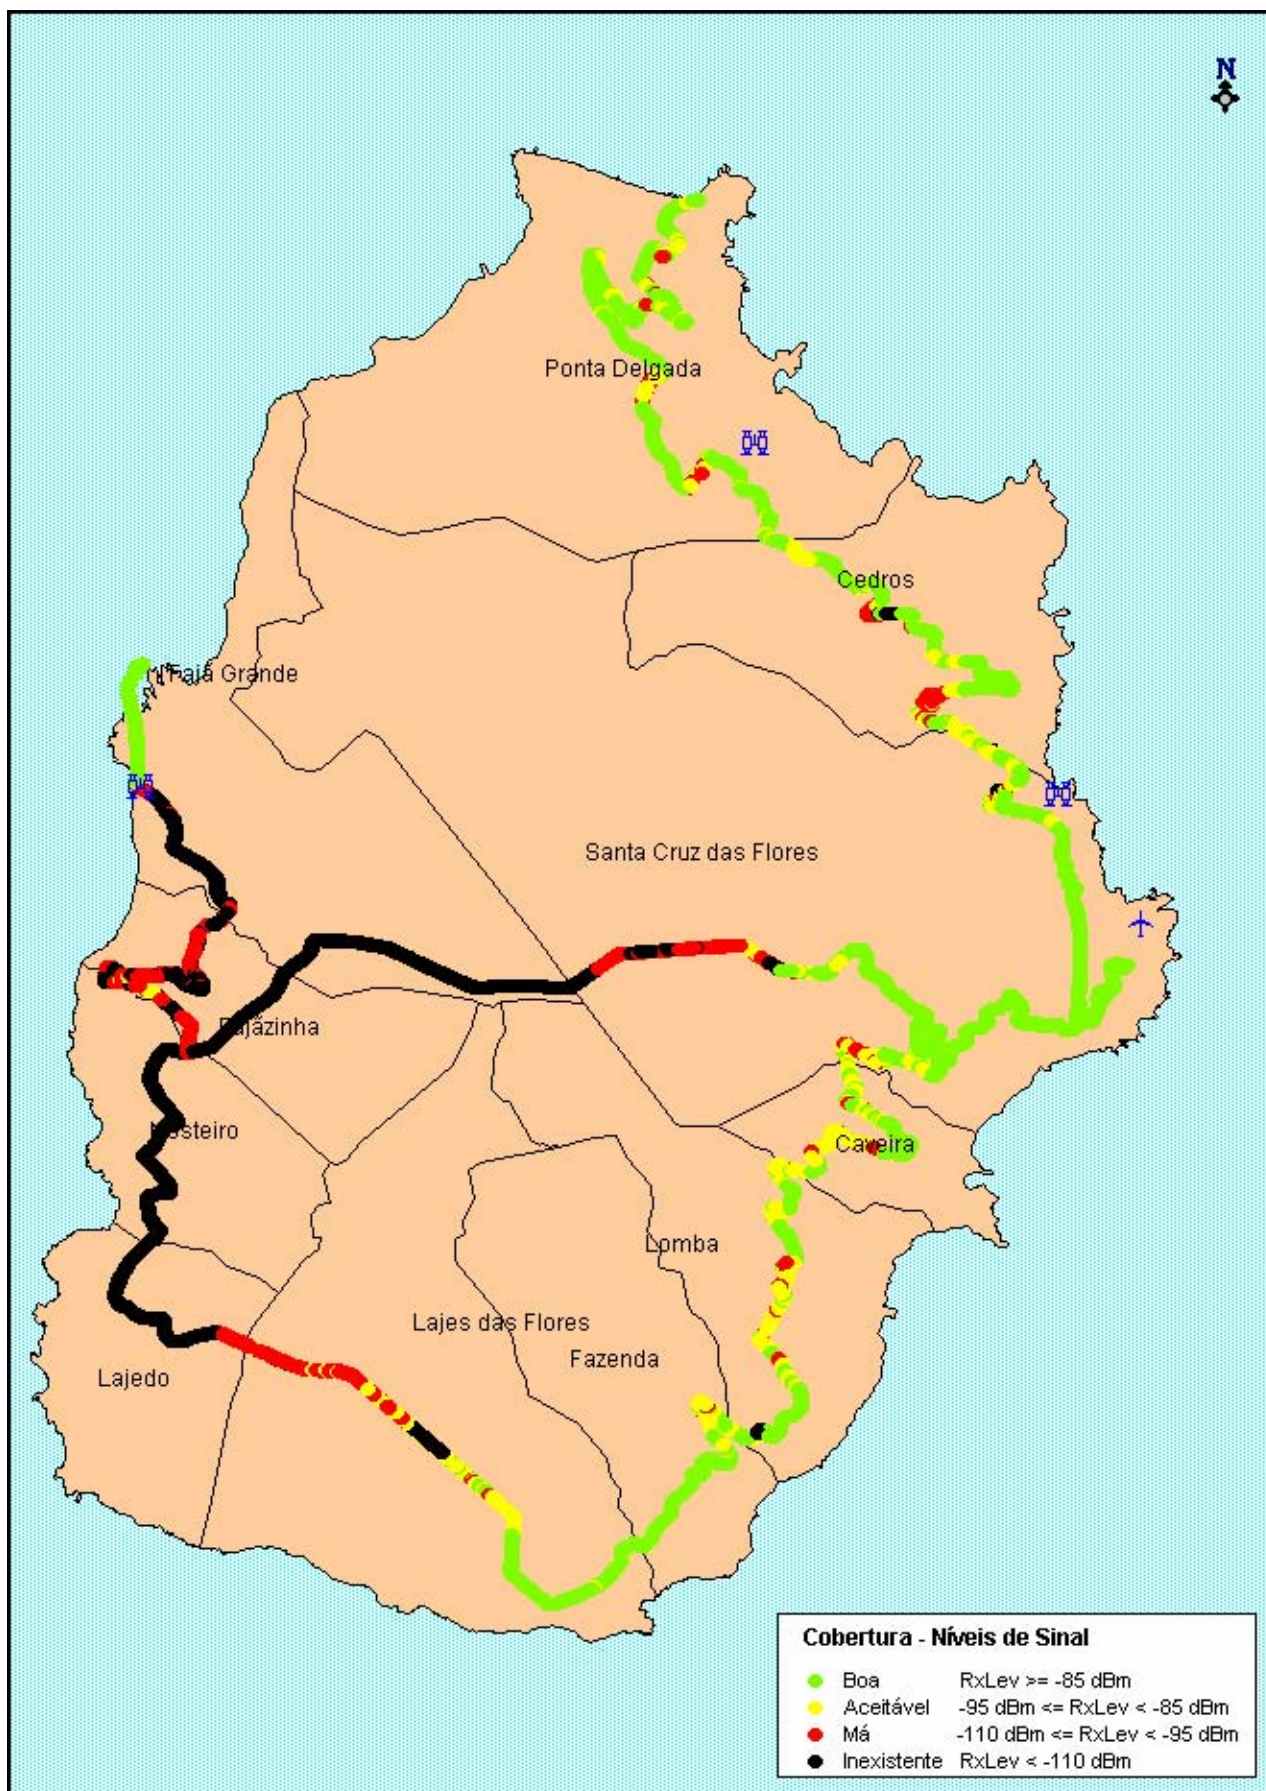 N
Ponta Delgada
Cedros
Fajã Grande
Santa Cruz das Flores
Fajãzinha
Mosteiro
Caveira
Lomba
Lajes das Flores
Fazenda
Lajedo
Cobertura - Níveis de Sinal
Boa RxLev >= -85 dBm
Aceitável -95 dBm <= RxLev < -85 dBm
Má -110 dBm <= RxLev < -95 dBm
Inexistente RxLev < -110 dBm